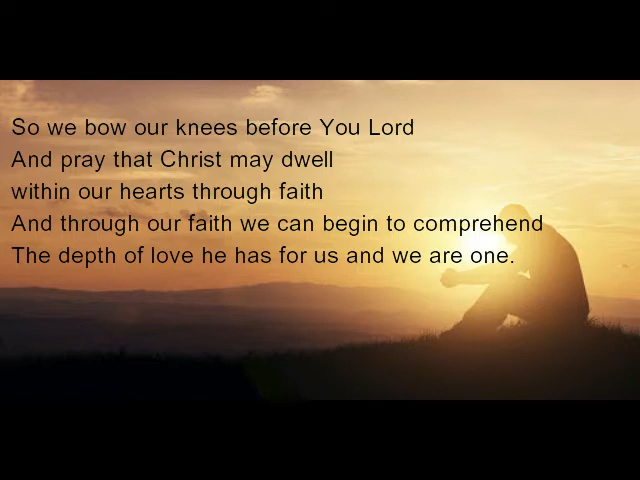 So we bow our knees before You Lord
And pray that Christ may dwell
within our hearts through faith
And through our faith we can begin to comprehend
The depth of love he has for us and we are one.